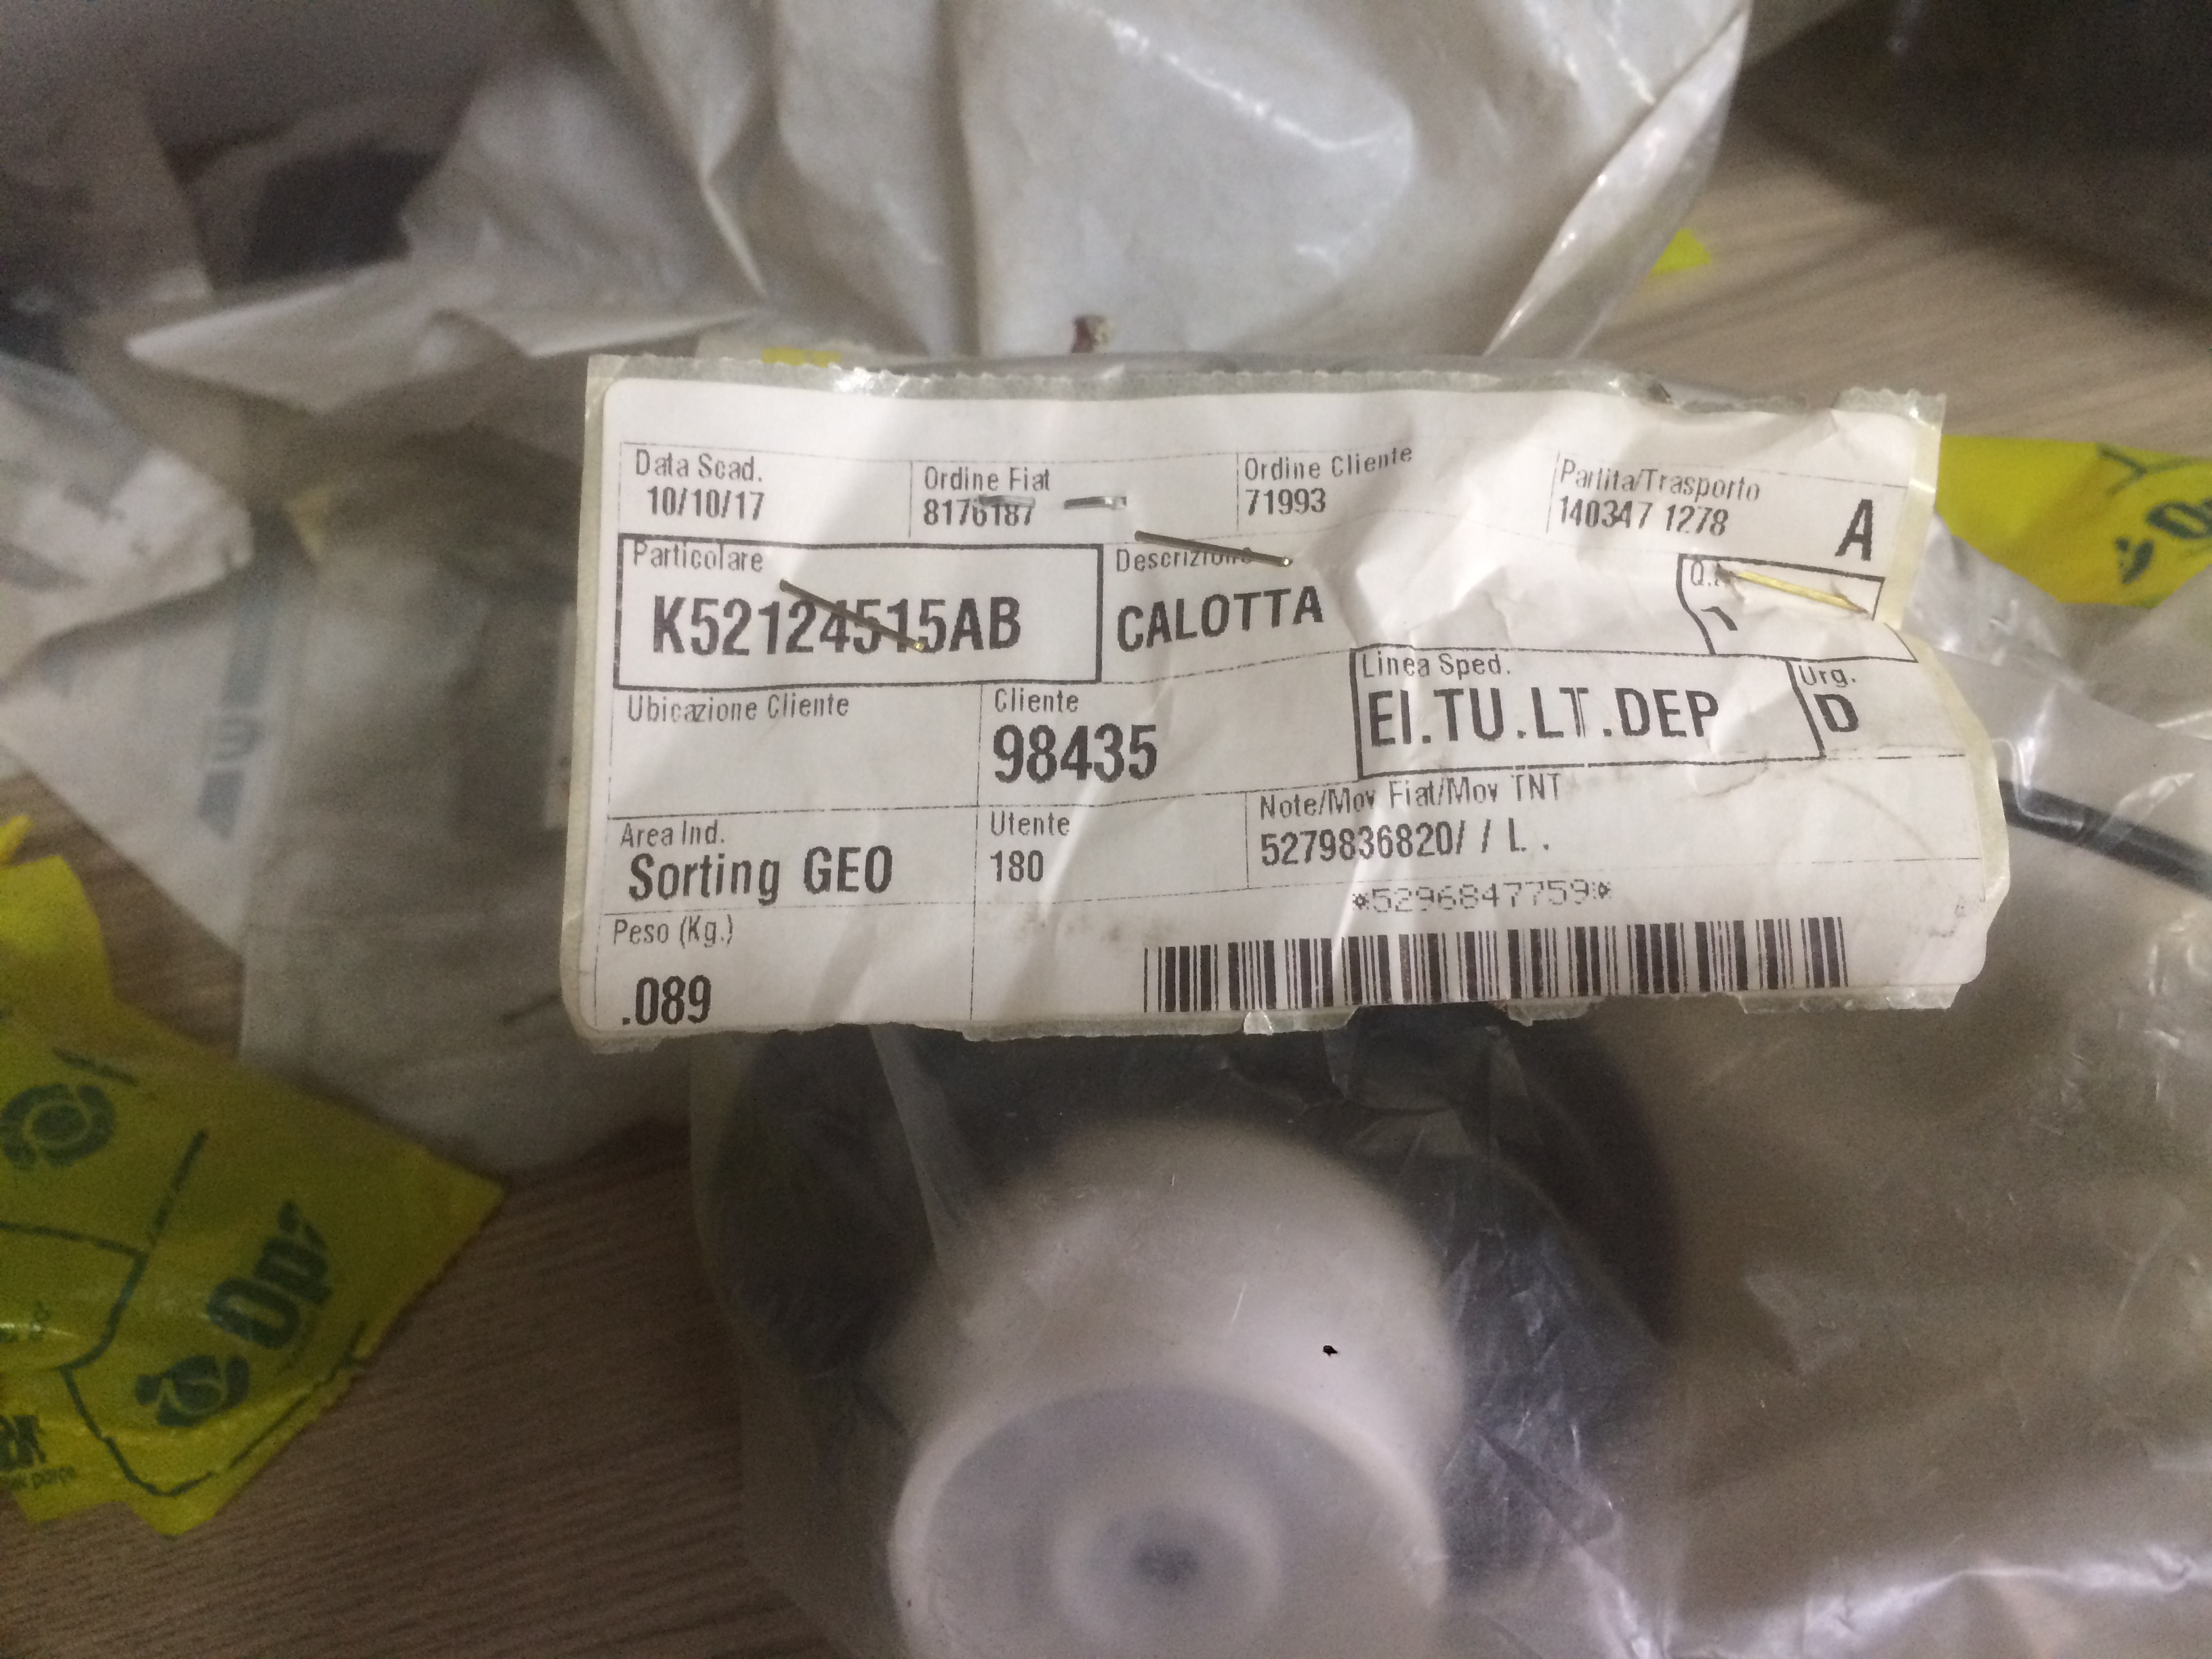 Data Scad.
10/10/17
Ordine Fiat
8176187
Ordine Cliente
71993
Partita/Trasporto
140347 1278
A
Particolare
K52124515AB
Descrizione
CALOTTA
Ubicazione Cliente
Cliente
98435
Linea Sped.
EI.TU.LT.DEP
Urg.
D
Area Ind.
Sorting GEO
Utente
180
Note/Mov Fiat/Mov TNT
5279836820/ / L .
*5296847759*
Peso (Kg.)
.089